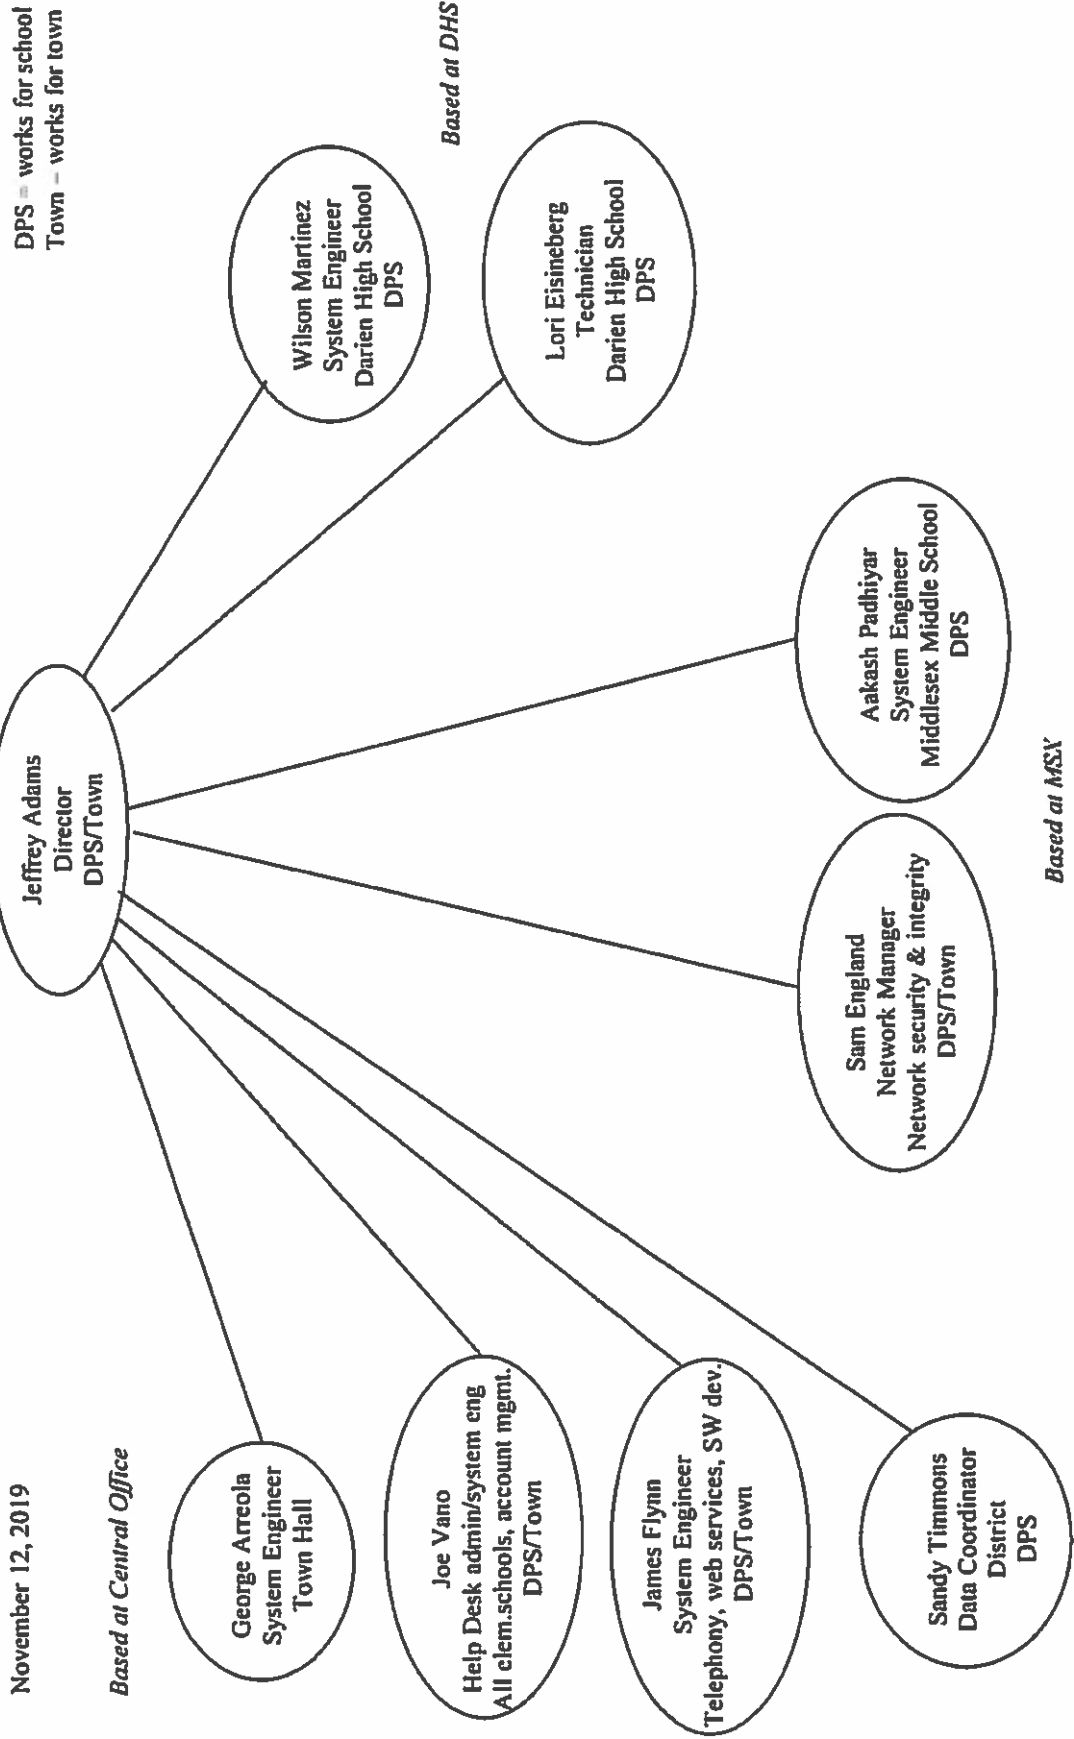 November 12, 2019
DPS = works for school
Town – works for town
Jeffrey Adams
Director
DPS/Town
Based at Central Office
George Arreola
System Engineer
Town Hall
Joe Vano
Help Desk admin/system eng
All elem.schools, account mgmt.
DPS/Town
James Flynn
System Engineer
Telephony, web services, SW dev.
DPS/Town
Sandy Timmons
Data Coordinator
District
DPS
Sam England
Network Manager
Network security & integrity
DPS/Town
Aakash Padhiyar
System Engineer
Middlesex Middle School
DPS
Based at MSX
Wilson Martinez
System Engineer
Darien High School
DPS
Lori Eisineberg
Technician
Darien High School
DPS
Based at DHS